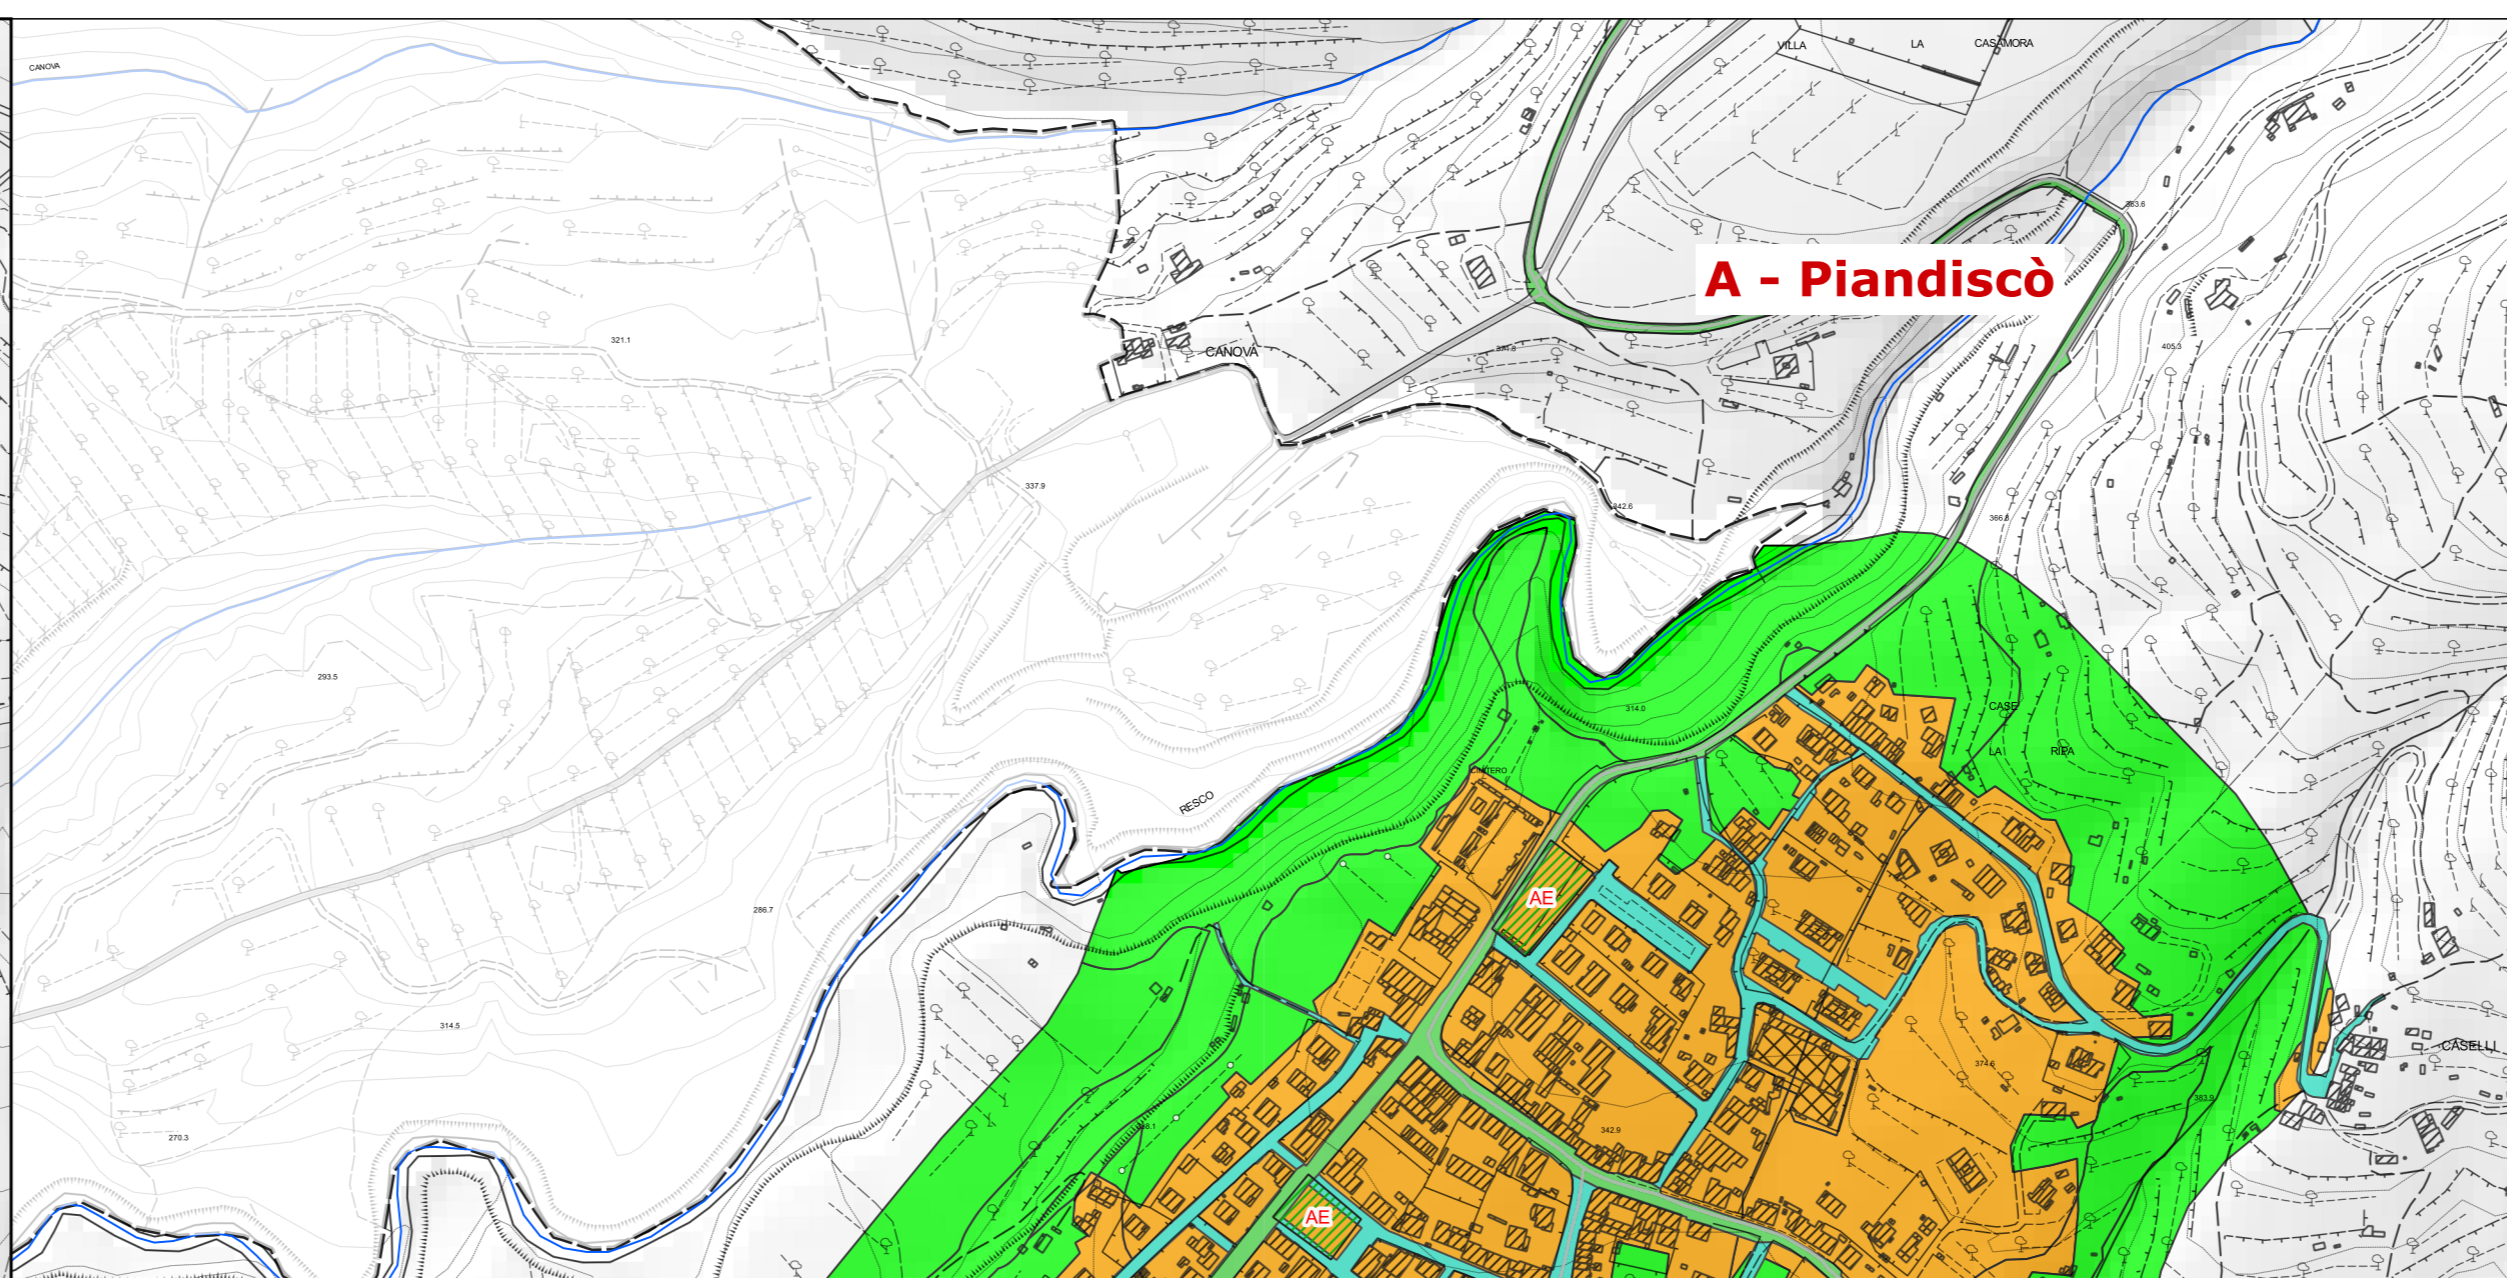 CANOVA
VILLA LA CASAMORA
383.6
A - Piandiscò
321.1
CANOVA
374.8
405.3
337.9
342.6
366.8
293.5
314.0
CASE
LA RIPA
CIMITERO
RESCO
AE
286.7
314.5
CASELLI
374.6
383.9
270.3
342.9
AE